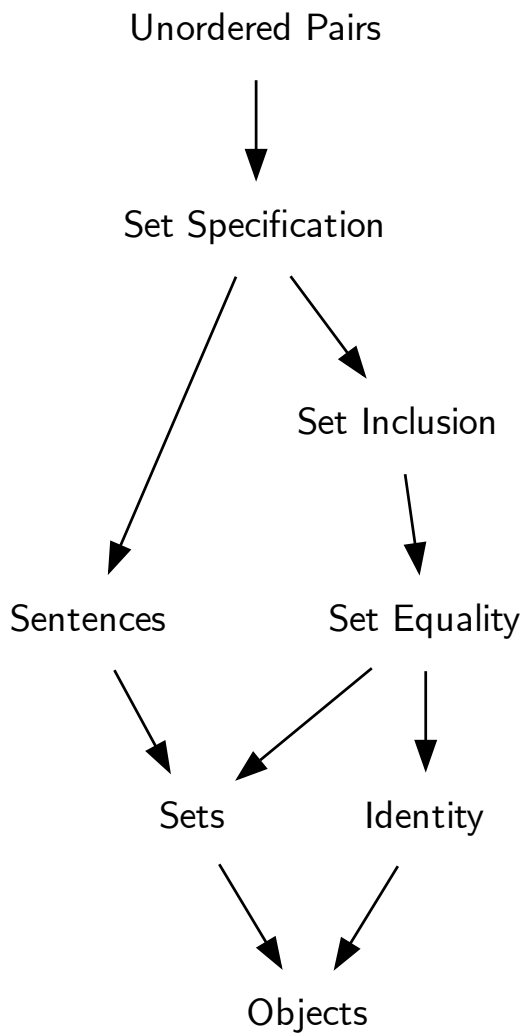 Unordered Pairs
Set Specification
Set Inclusion
Sentences
Set Equality
Sets
Identity
Objects